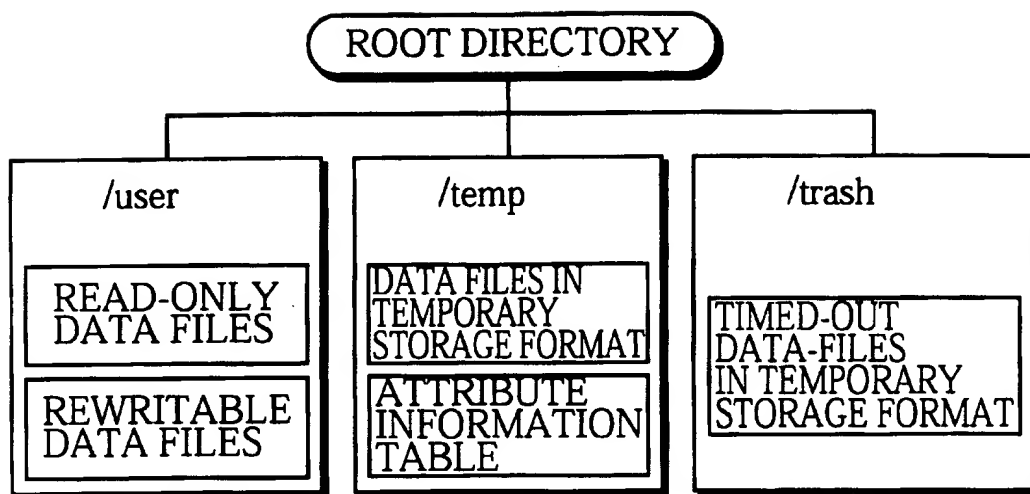 ROOT DIRECTORY
/user
READ-ONLY
DATA FILES
REWRITABLE
DATA FILES
/temp
DATA FILES IN
TEMPORARY
STORAGE FORMAT
ATTRIBUTE
INFORMATION
TABLE
/trash
TIMED-OUT
DATA-FILES
IN TEMPORARY
STORAGE FORMAT